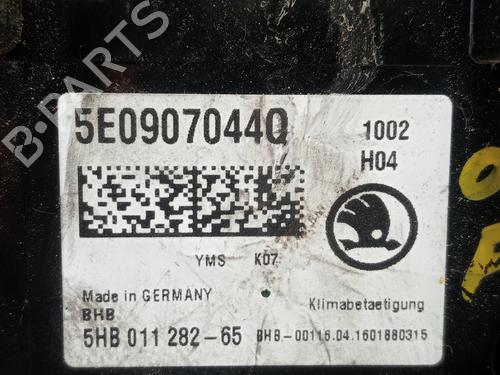 B-PARTS
5E0907044Q
1002
H04
YMS K07
Made in GERMANY
Klimabetaetigung
BHB
5HB 011 282-65
BHB.-00116.04.1601880315